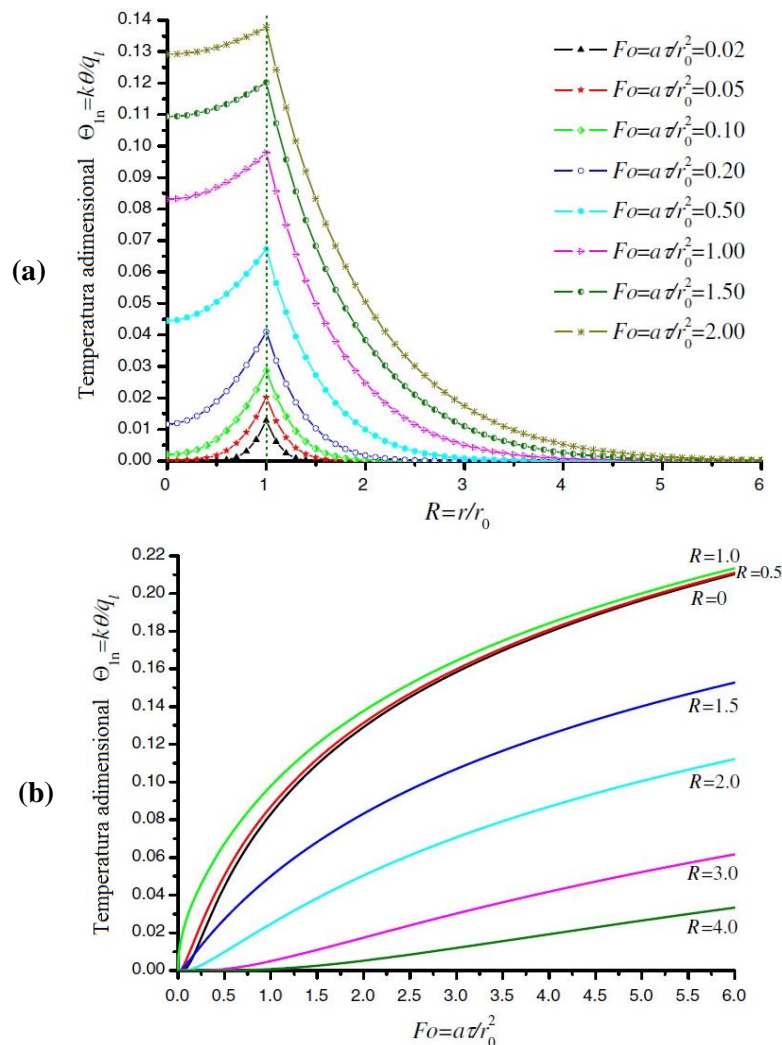 (a)
Temperatura adimensional Θ₁ₙ=kθ/qₗ
0.14
0.13
0.12
0.11
0.10
0.09
0.08
0.07
0.06
0.05
0.04
0.03
0.02
0.01
0.00
Fo=aτ/r₀²=0.02
Fo=aτ/r₀²=0.05
Fo=aτ/r₀²=0.10
Fo=aτ/r₀²=0.20
Fo=aτ/r₀²=0.50
Fo=aτ/r₀²=1.00
Fo=aτ/r₀²=1.50
Fo=aτ/r₀²=2.00
0 1 2 3 4 5 6
R=r/r₀
(b)
Temperatura adimensional Θ₁ₙ=kθ/qₗ
0.22
0.20
0.18
0.16
0.14
0.12
0.10
0.08
0.06
0.04
0.02
0.00
R=1.0
R=0.5
R=0
R=1.5
R=2.0
R=3.0
R=4.0
0.0 0.5 1.0 1.5 2.0 2.5 3.0 3.5 4.0 4.5 5.0 5.5 6.0
Fo=aτ/r₀²